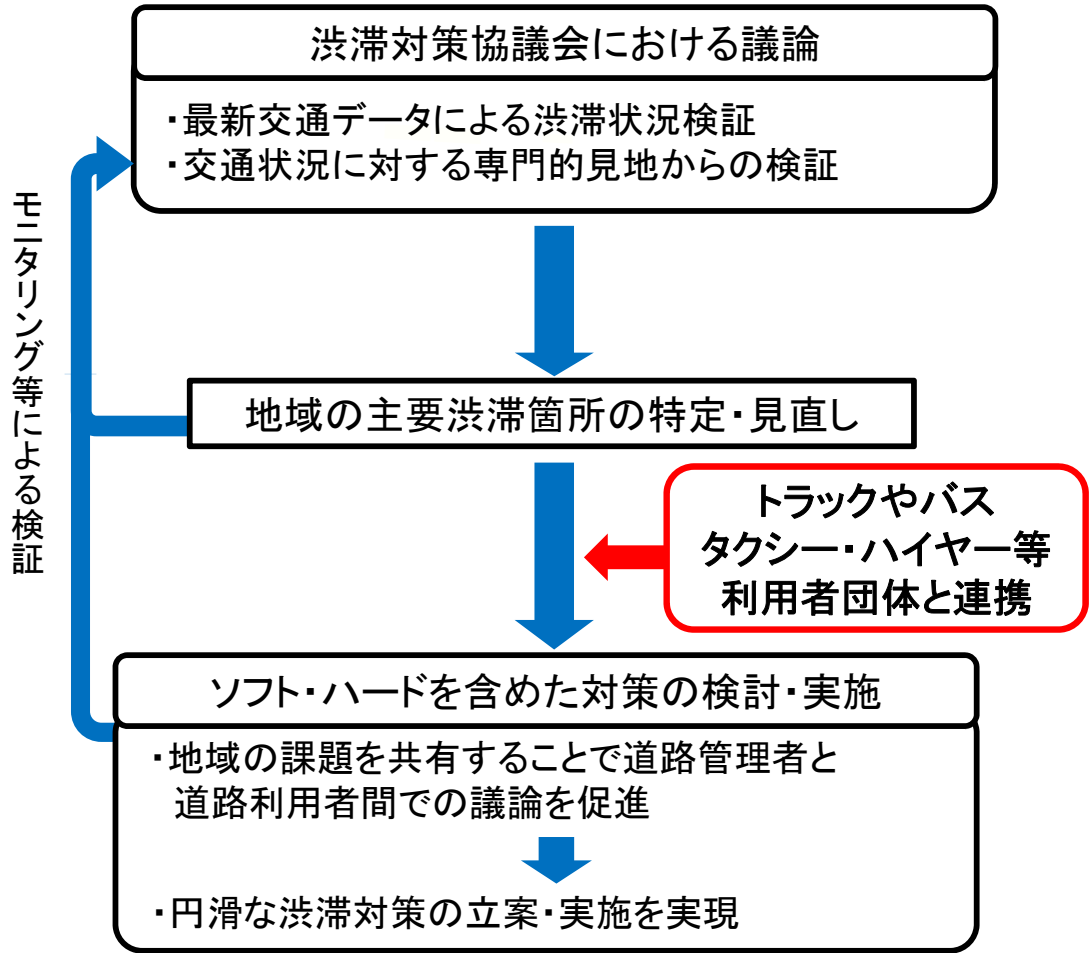 渋滞対策協議会における議論
・最新交通データによる渋滞状況検証
・交通状況に対する専門的見地からの検証
モニタリング等による検証
地域の主要渋滞箇所の特定・見直し
トラックやバス
タクシー・ハイヤー等
利用者団体と連携
ソフト・ハードを含めた対策の検討・実施
・地域の課題を共有することで道路管理者と
道路利用者間での議論を促進
・円滑な渋滞対策の立案・実施を実現